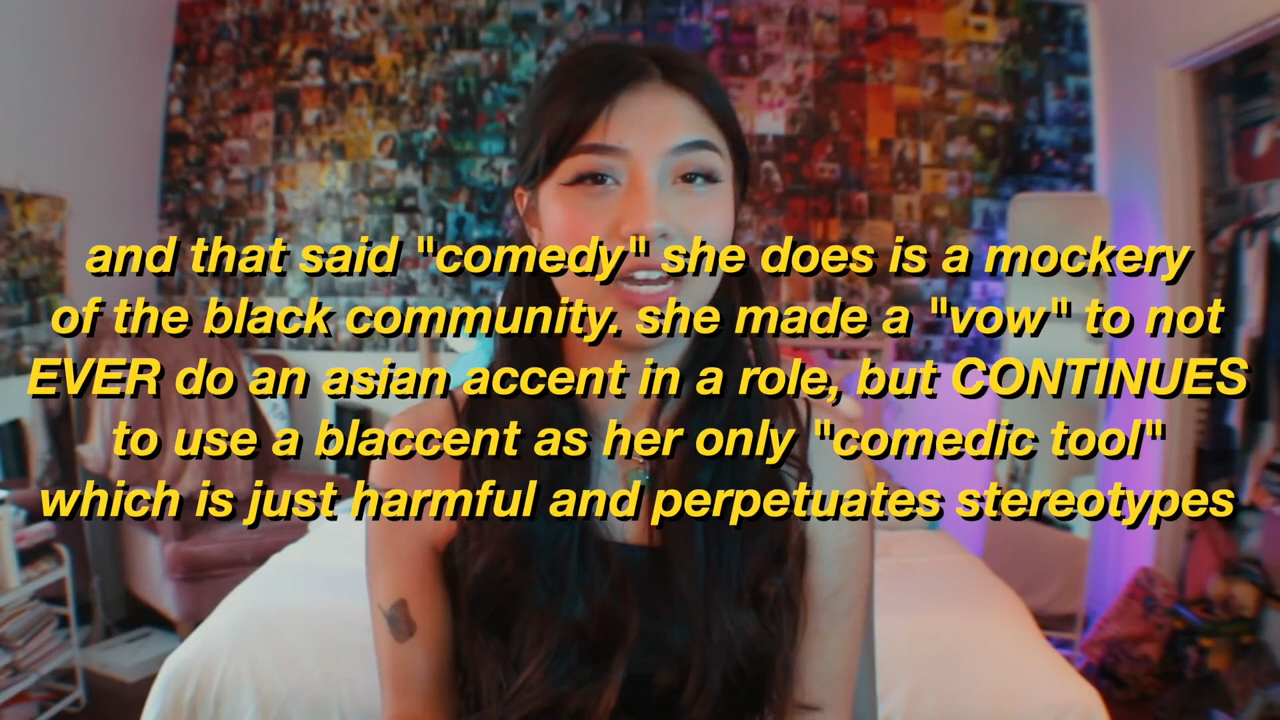 and that said "comedy" she does is a mockery
of the black community. she made a "vow" to not
EVER do an asian accent in a role, but CONTINUES
to use a blaccent as her only "comedic tool"
which is just harmful and perpetuates stereotypes